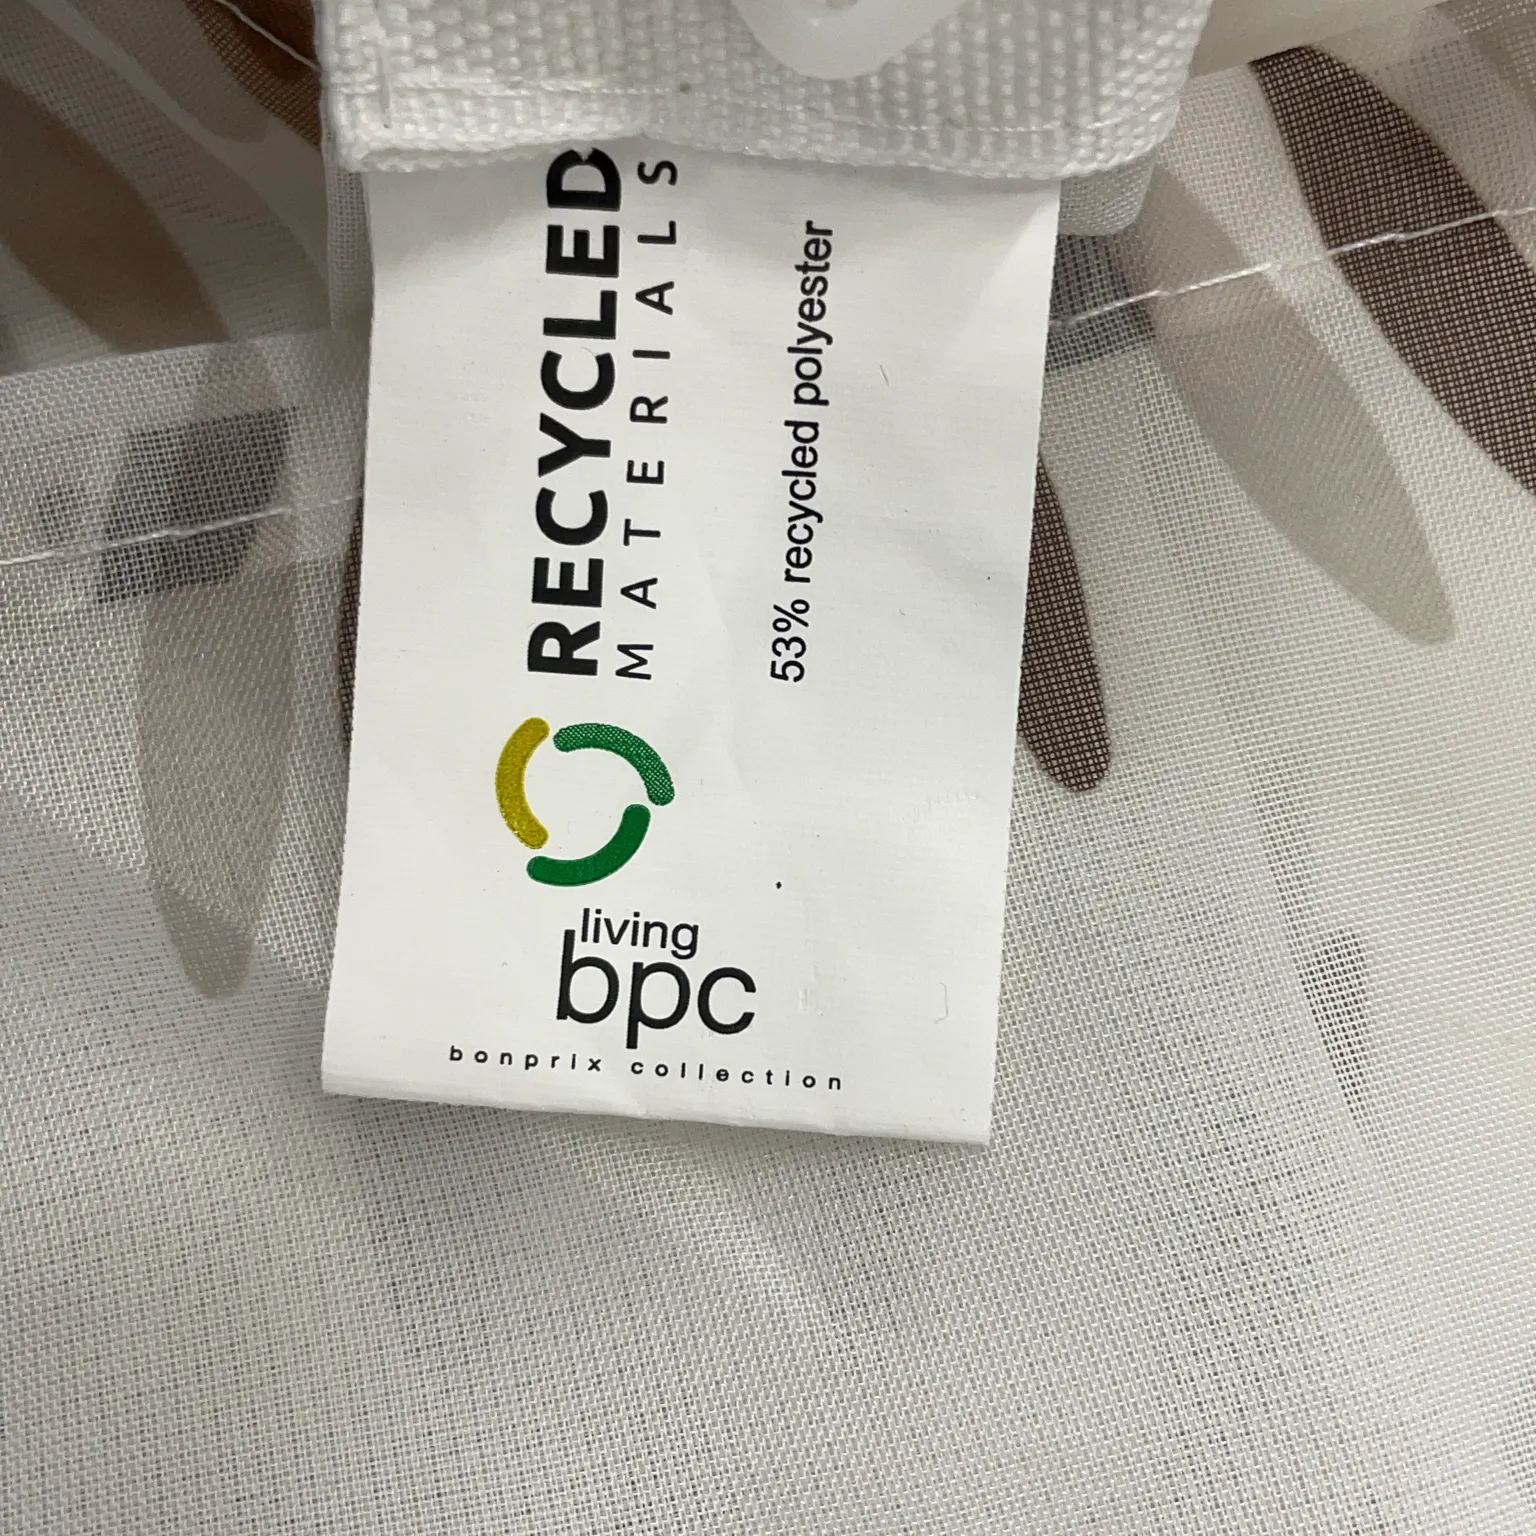 RECYCLED
MATERIALS
53% recycled polyester
living
bpc
bonprix collection